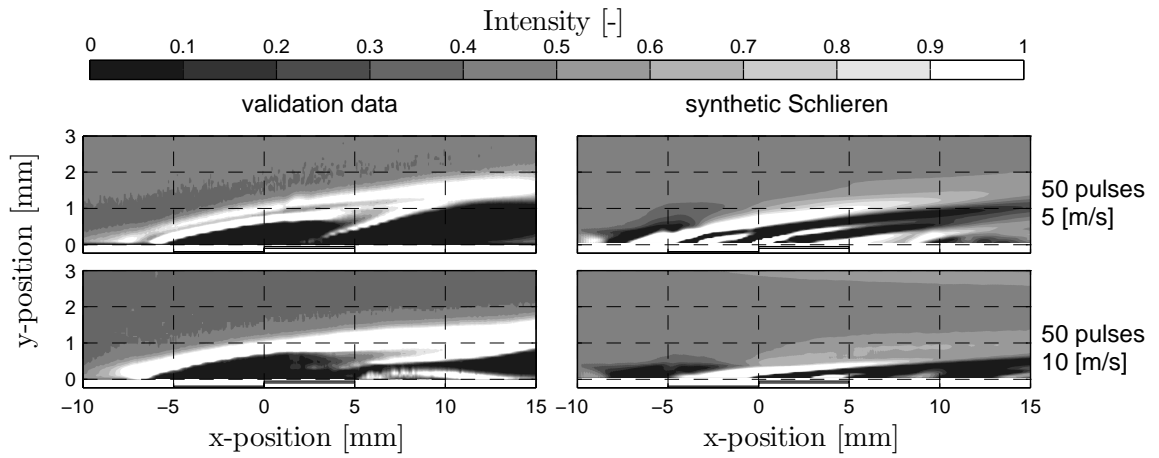 Intensity [-]
0 0.1 0.2 0.3 0.4 0.5 0.6 0.7 0.8 0.9 1
validation data synthetic Schlieren
y-position [mm]
3
2
1
0
50 pulses
5 [m/s]
3
2
1
0
50 pulses
10 [m/s]
−10 −5 0 5 10 15 −10 −5 0 5 10 15
x-position [mm] x-position [mm]